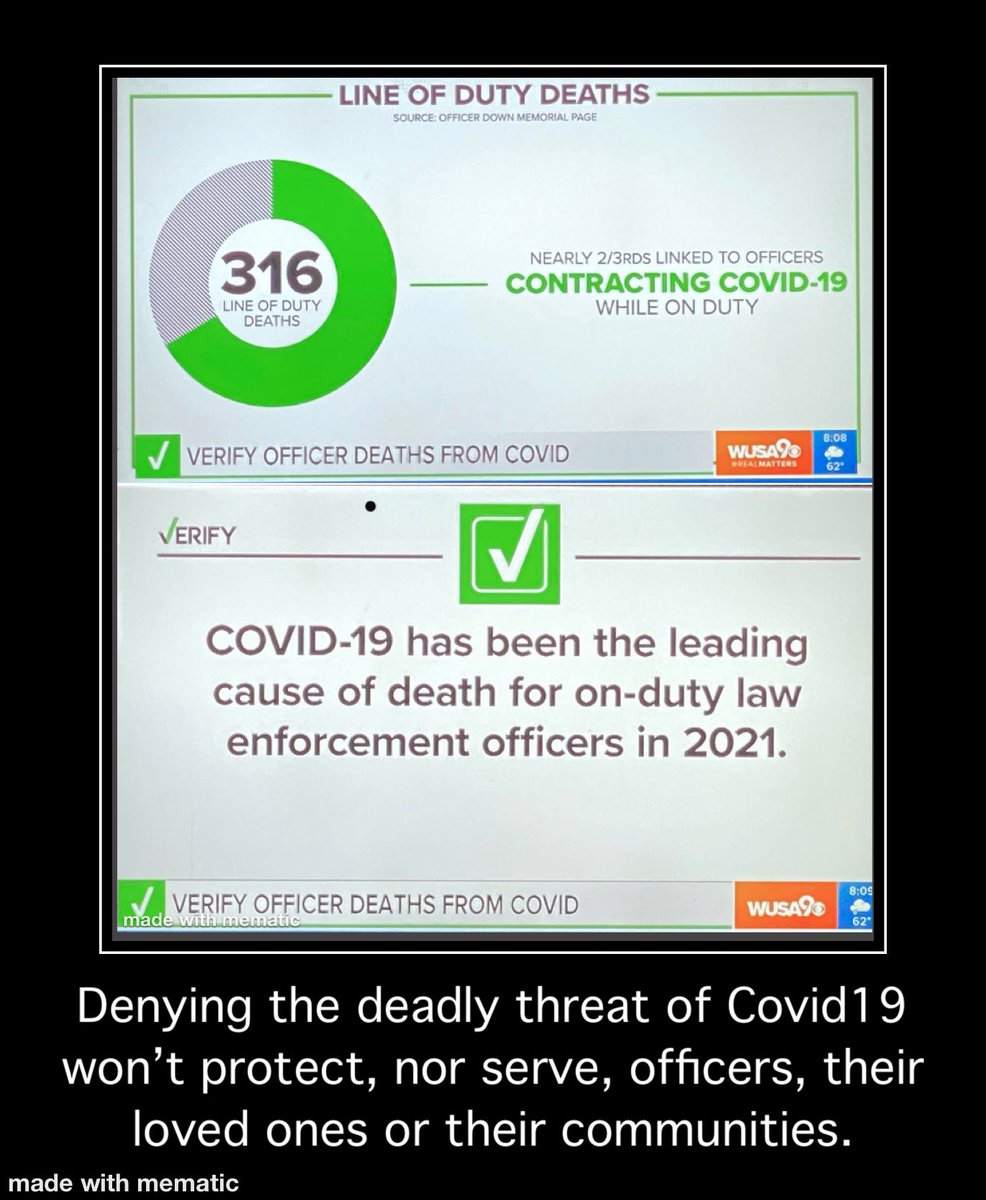 LINE OF DUTY DEATHS
SOURCE: OFFICER DOWN MEMORIAL PAGE
316
LINE OF DUTY
DEATHS
NEARLY 2/3RDS LINKED TO OFFICERS
CONTRACTING COVID-19
WHILE ON DUTY
VERIFY OFFICER DEATHS FROM COVID
WUSA9
#REALMATTERS
8:08
62°
VERIFY
COVID-19 has been the leading
cause of death for on-duty law
enforcement officers in 2021.
VERIFY OFFICER DEATHS FROM COVID
made with mematic
WUSA9
8:09
62°
Denying the deadly threat of Covid19
won't protect, nor serve, officers, their
loved ones or their communities.
made with mematic